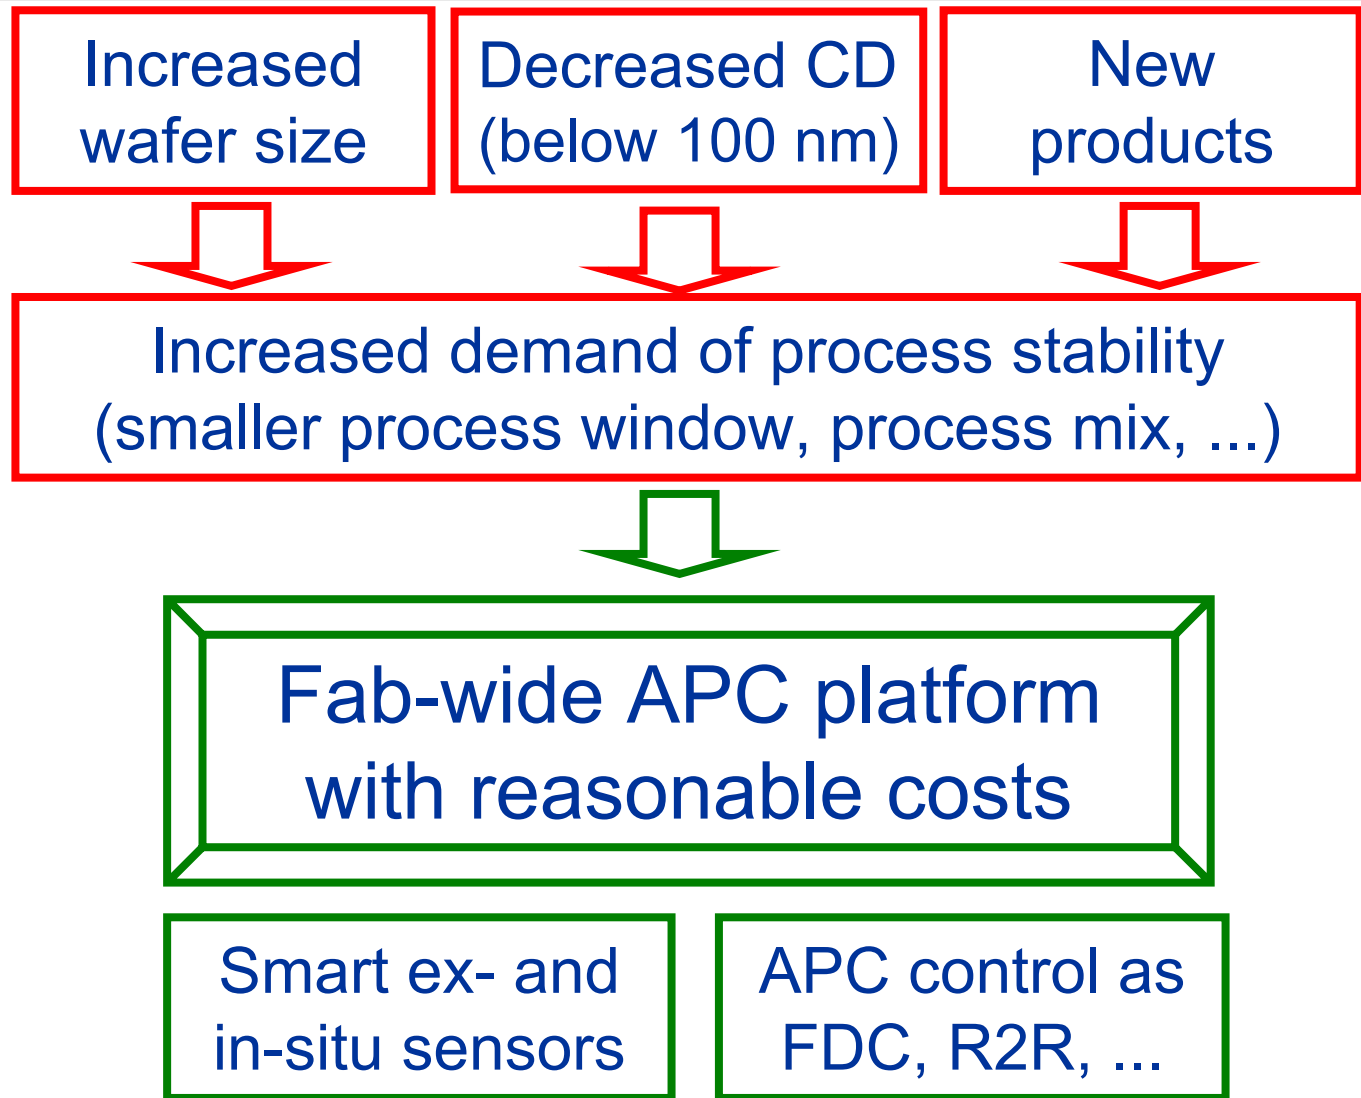 Increased
wafer size
Decreased CD
(below 100 nm)
New
products
Increased demand of process stability
(smaller process window, process mix, ...)
Fab-wide APC platform
with reasonable costs
Smart ex- and
in-situ sensors
APC control as
FDC, R2R, ...